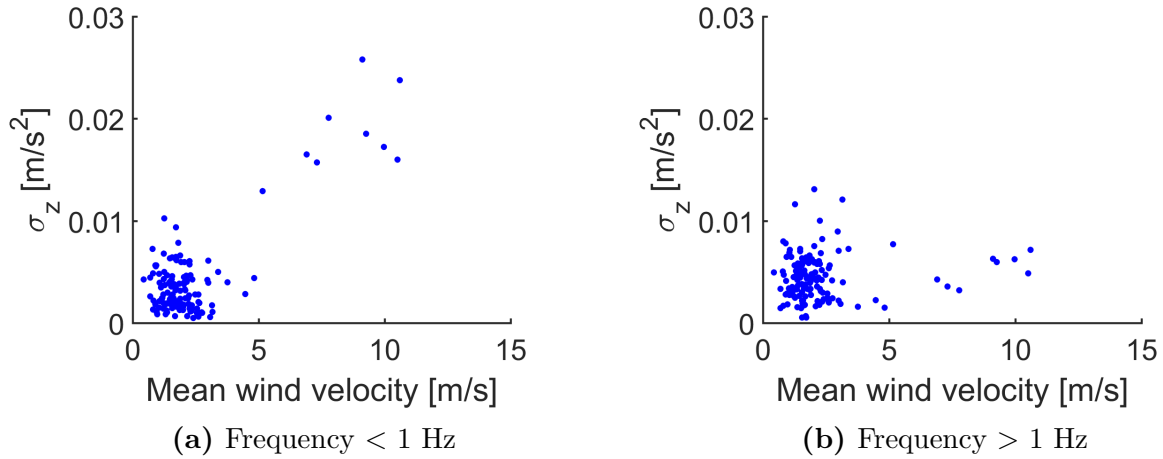 0.03
0.02
0.01
0
σz [m/s2]
0 5 10 15
Mean wind velocity [m/s]
(a) Frequency < 1 Hz
0.03
0.02
0.01
0
σz [m/s2]
0 5 10 15
Mean wind velocity [m/s]
(b) Frequency > 1 Hz